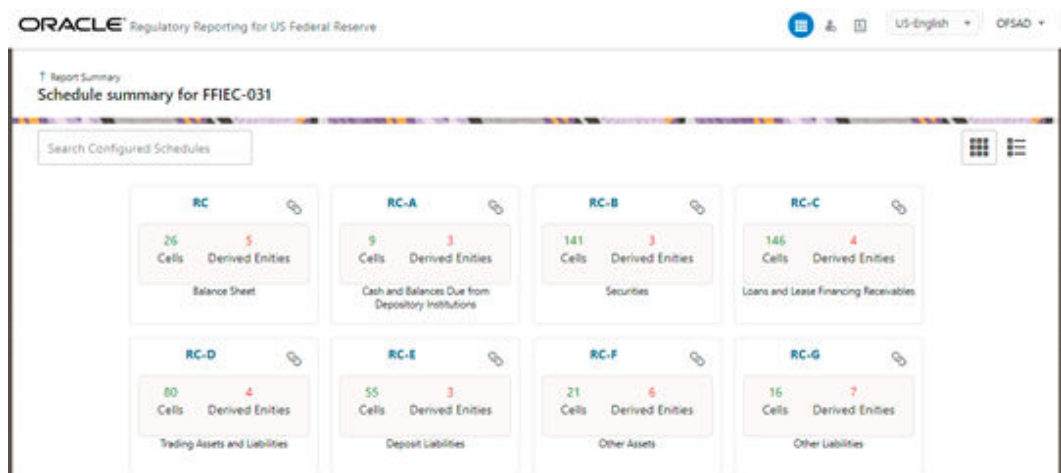 ORACLE® Regulatory Reporting for US Federal Reserve
US-English
OFSAD
↑ Report Summary
Schedule summary for FFIEC-031
Search Configured Schedules
RC
26 5
Cells Derived Enities
Balance Sheet
RC-A
9 3
Cells Derived Enities
Cash and Balances Due from
Depository Institutions
RC-B
141 3
Cells Derived Enities
Securities
RC-C
146 4
Cells Derived Enities
Loans and Lease Financing Receivables
RC-D
80 4
Cells Derived Enities
Trading Assets and Liabilities
RC-E
55 3
Cells Derived Enities
Deposit Liabilities
RC-F
21 6
Cells Derived Enities
Other Assets
RC-G
16 7
Cells Derived Enities
Other Liabilities